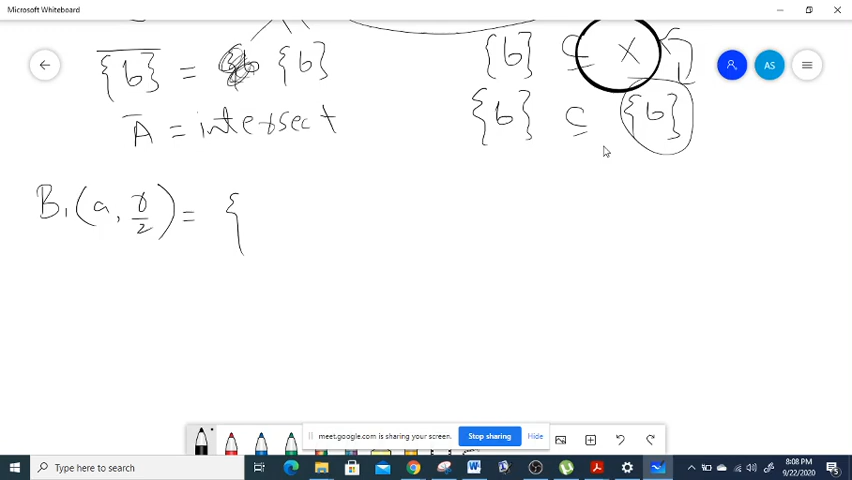 Microsoft Whiteboard
{b} ⊆ X
AS
{b} = {b}
{b} ⊆ {b}
A̅ = intersect
B₁(a, r/2) = {
meet.google.com is sharing your screen. Stop sharing Hide
Type here to search
8:08 PM
9/22/2020
5